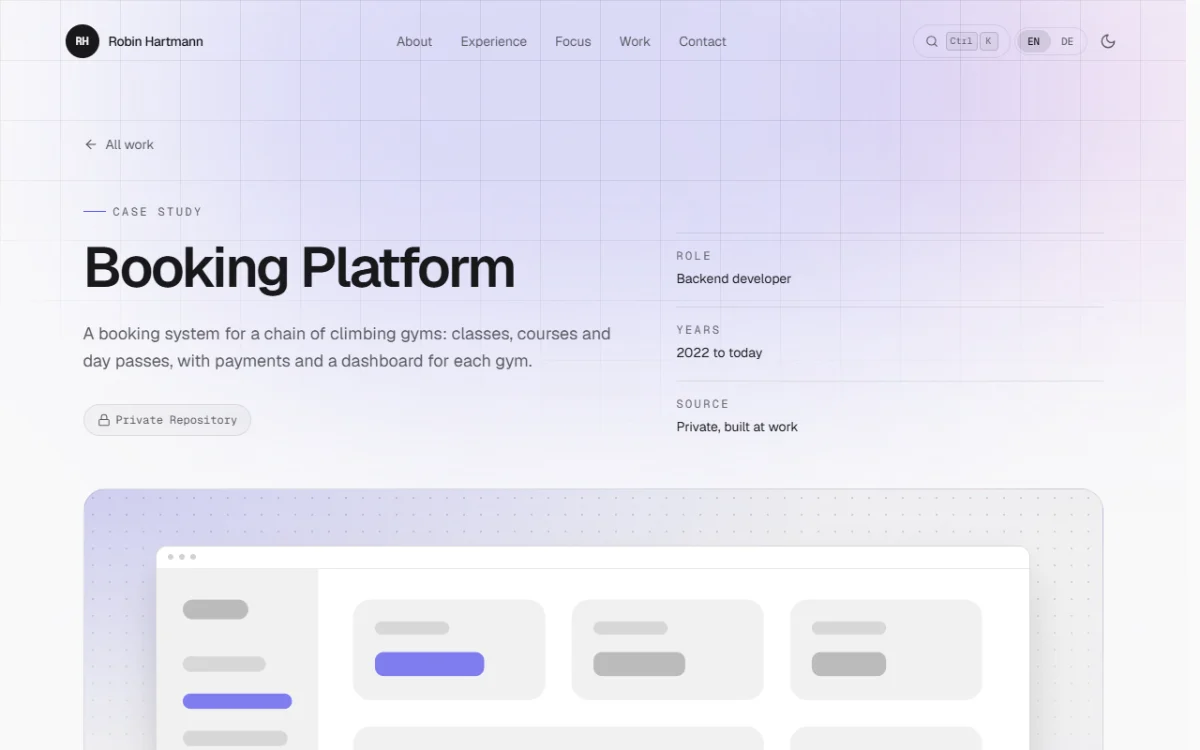 RH Robin Hartmann
About Experience Focus Work Contact
Ctrl K
EN DE
All work
CASE STUDY
Booking Platform
A booking system for a chain of climbing gyms: classes, courses and
day passes, with payments and a dashboard for each gym.
Private Repository
ROLE
Backend developer
YEARS
2022 to today
SOURCE
Private, built at work